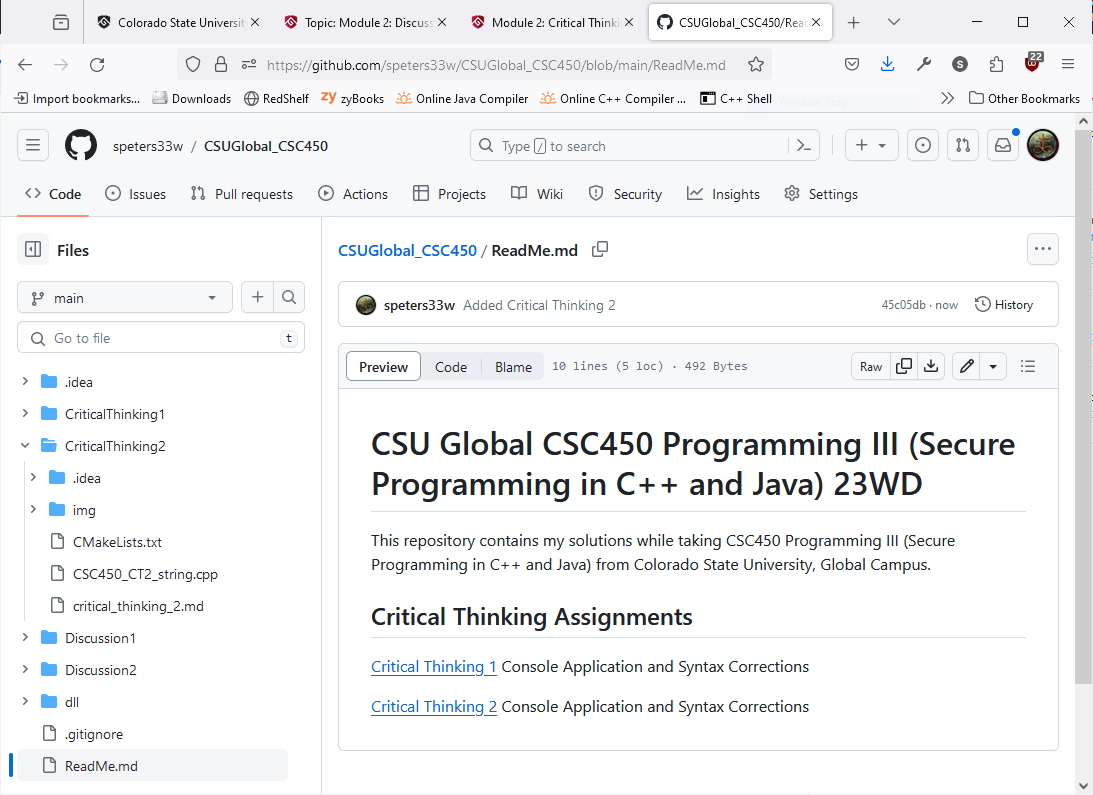 Colorado State University
Topic: Module 2: Discuss
Module 2: Critical Thinki
CSUGlobal_CSC450/Rea
https://github.com/speters33w/CSUGlobal_CSC450/blob/main/ReadMe.md
S
22
Import bookmarks...
Downloads
RedShelf
zy zyBooks
Online Java Compiler
Online C++ Compiler ...
C++ Shell
Other Bookmarks
speters33w / CSUGlobal_CSC450
Type / to search
Code
Issues
Pull requests
Actions
Projects
Wiki
Security
Insights
Settings
Files
main
Go to file
t
.idea
CriticalThinking1
CriticalThinking2
.idea
img
CMakeLists.txt
CSC450_CT2_string.cpp
critical_thinking_2.md
Discussion1
Discussion2
dll
.gitignore
ReadMe.md
CSUGlobal_CSC450 / ReadMe.md
speters33w Added Critical Thinking 2
45c05db · now
History
Preview
Code
Blame
10 lines (5 loc) · 492 Bytes
Raw
CSU Global CSC450 Programming III (Secure
Programming in C++ and Java) 23WD
This repository contains my solutions while taking CSC450 Programming III (Secure
Programming in C++ and Java) from Colorado State University, Global Campus.
Critical Thinking Assignments
Critical Thinking 1 Console Application and Syntax Corrections
Critical Thinking 2 Console Application and Syntax Corrections